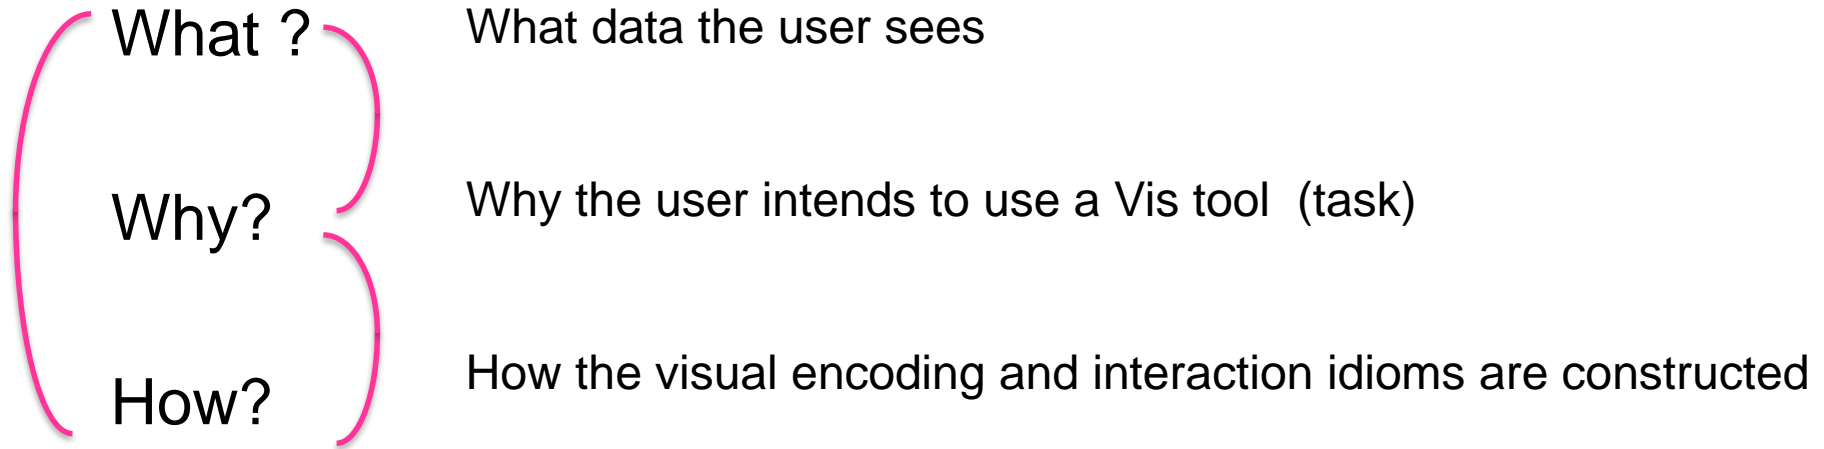 What ? What data the user sees
Why? Why the user intends to use a Vis tool (task)
How? How the visual encoding and interaction idioms are constructed